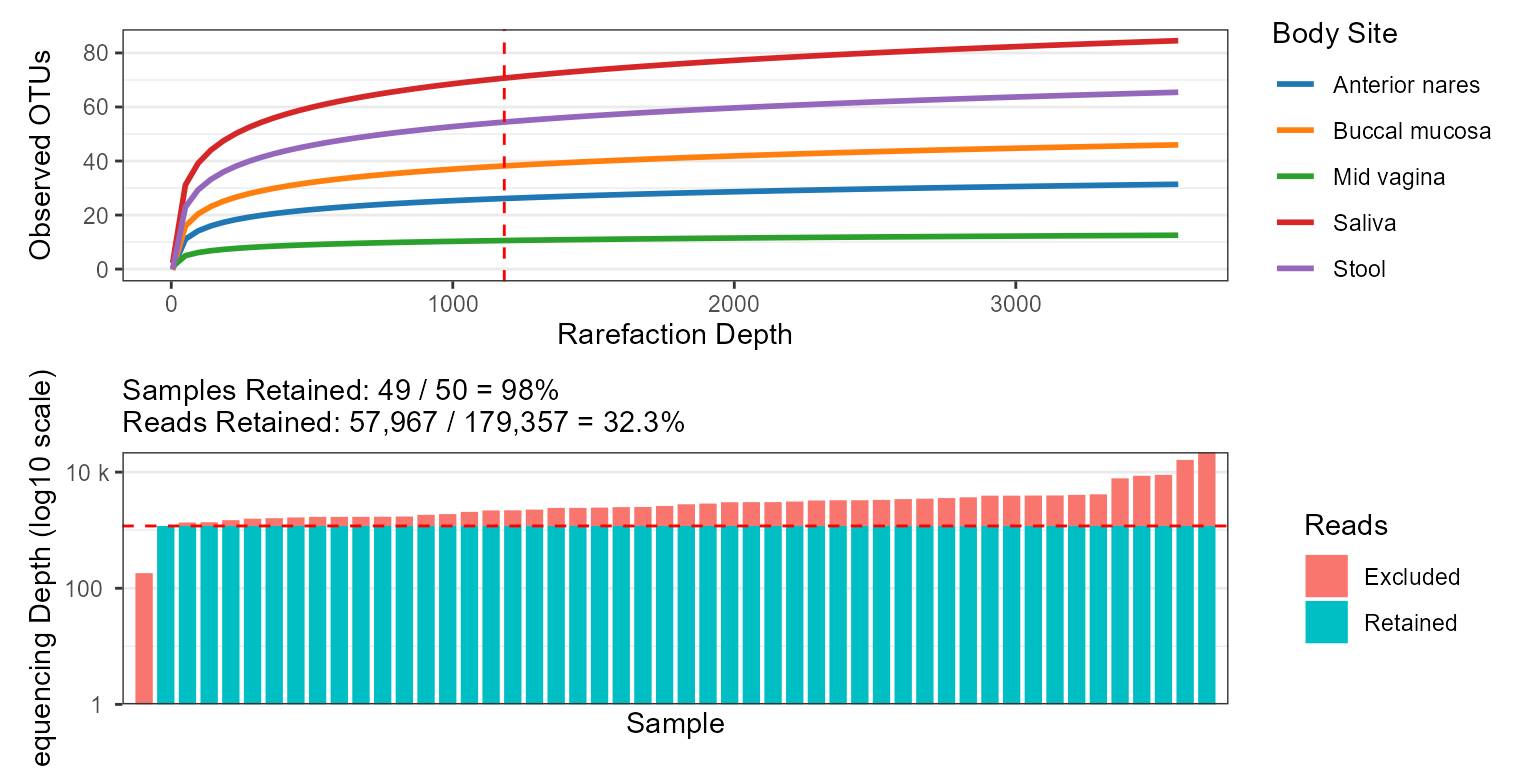 Observed OTUs
80
60
40
20
0
0 1000 2000 3000
Rarefaction Depth
Body Site
Anterior nares
Buccal mucosa
Mid vagina
Saliva
Stool
Samples Retained: 49 / 50 = 98%
Reads Retained: 57,967 / 179,357 = 32.3%
equencing Depth (log10 scale)
10 k
100
1
Sample
Reads
Excluded
Retained